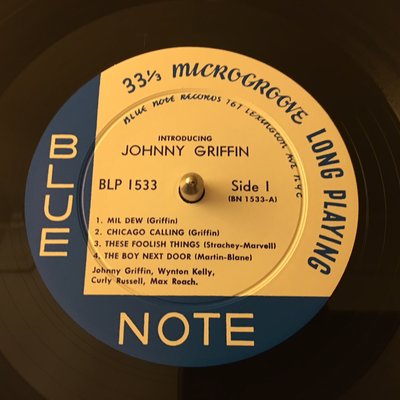 33⅓ MICROGROOVE LONG PLAYING
BLUE NOTE RECORDS 767 LEXINGTON AVE NYC
INTRODUCING
JOHNNY GRIFFIN
BLP 1533
Side 1
(BN 1533-A)
1. MIL DEW (Griffin)
2. CHICAGO CALLING (Griffin)
3. THESE FOOLISH THINGS (Strachey-Marvell)
4. THE BOY NEXT DOOR (Martin-Blane)
Johnny Griffin, Wynton Kelly,
Curly Russell, Max Roach.
BLUE
NOTE